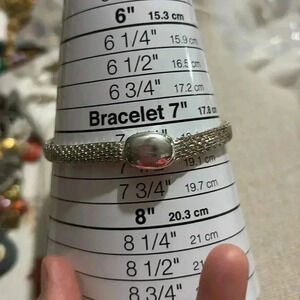 6" 15.3 cm
6 1/4" 15.9 cm
6 1/2" 16.5 cm
6 3/4" 17.2 cm
Bracelet 7" 17.8 cm
19.1 cm
7 3/4" 19.7 cm
8" 20.3 cm
8 1/4" 21 cm
8 1/2" 21
8 3/4"